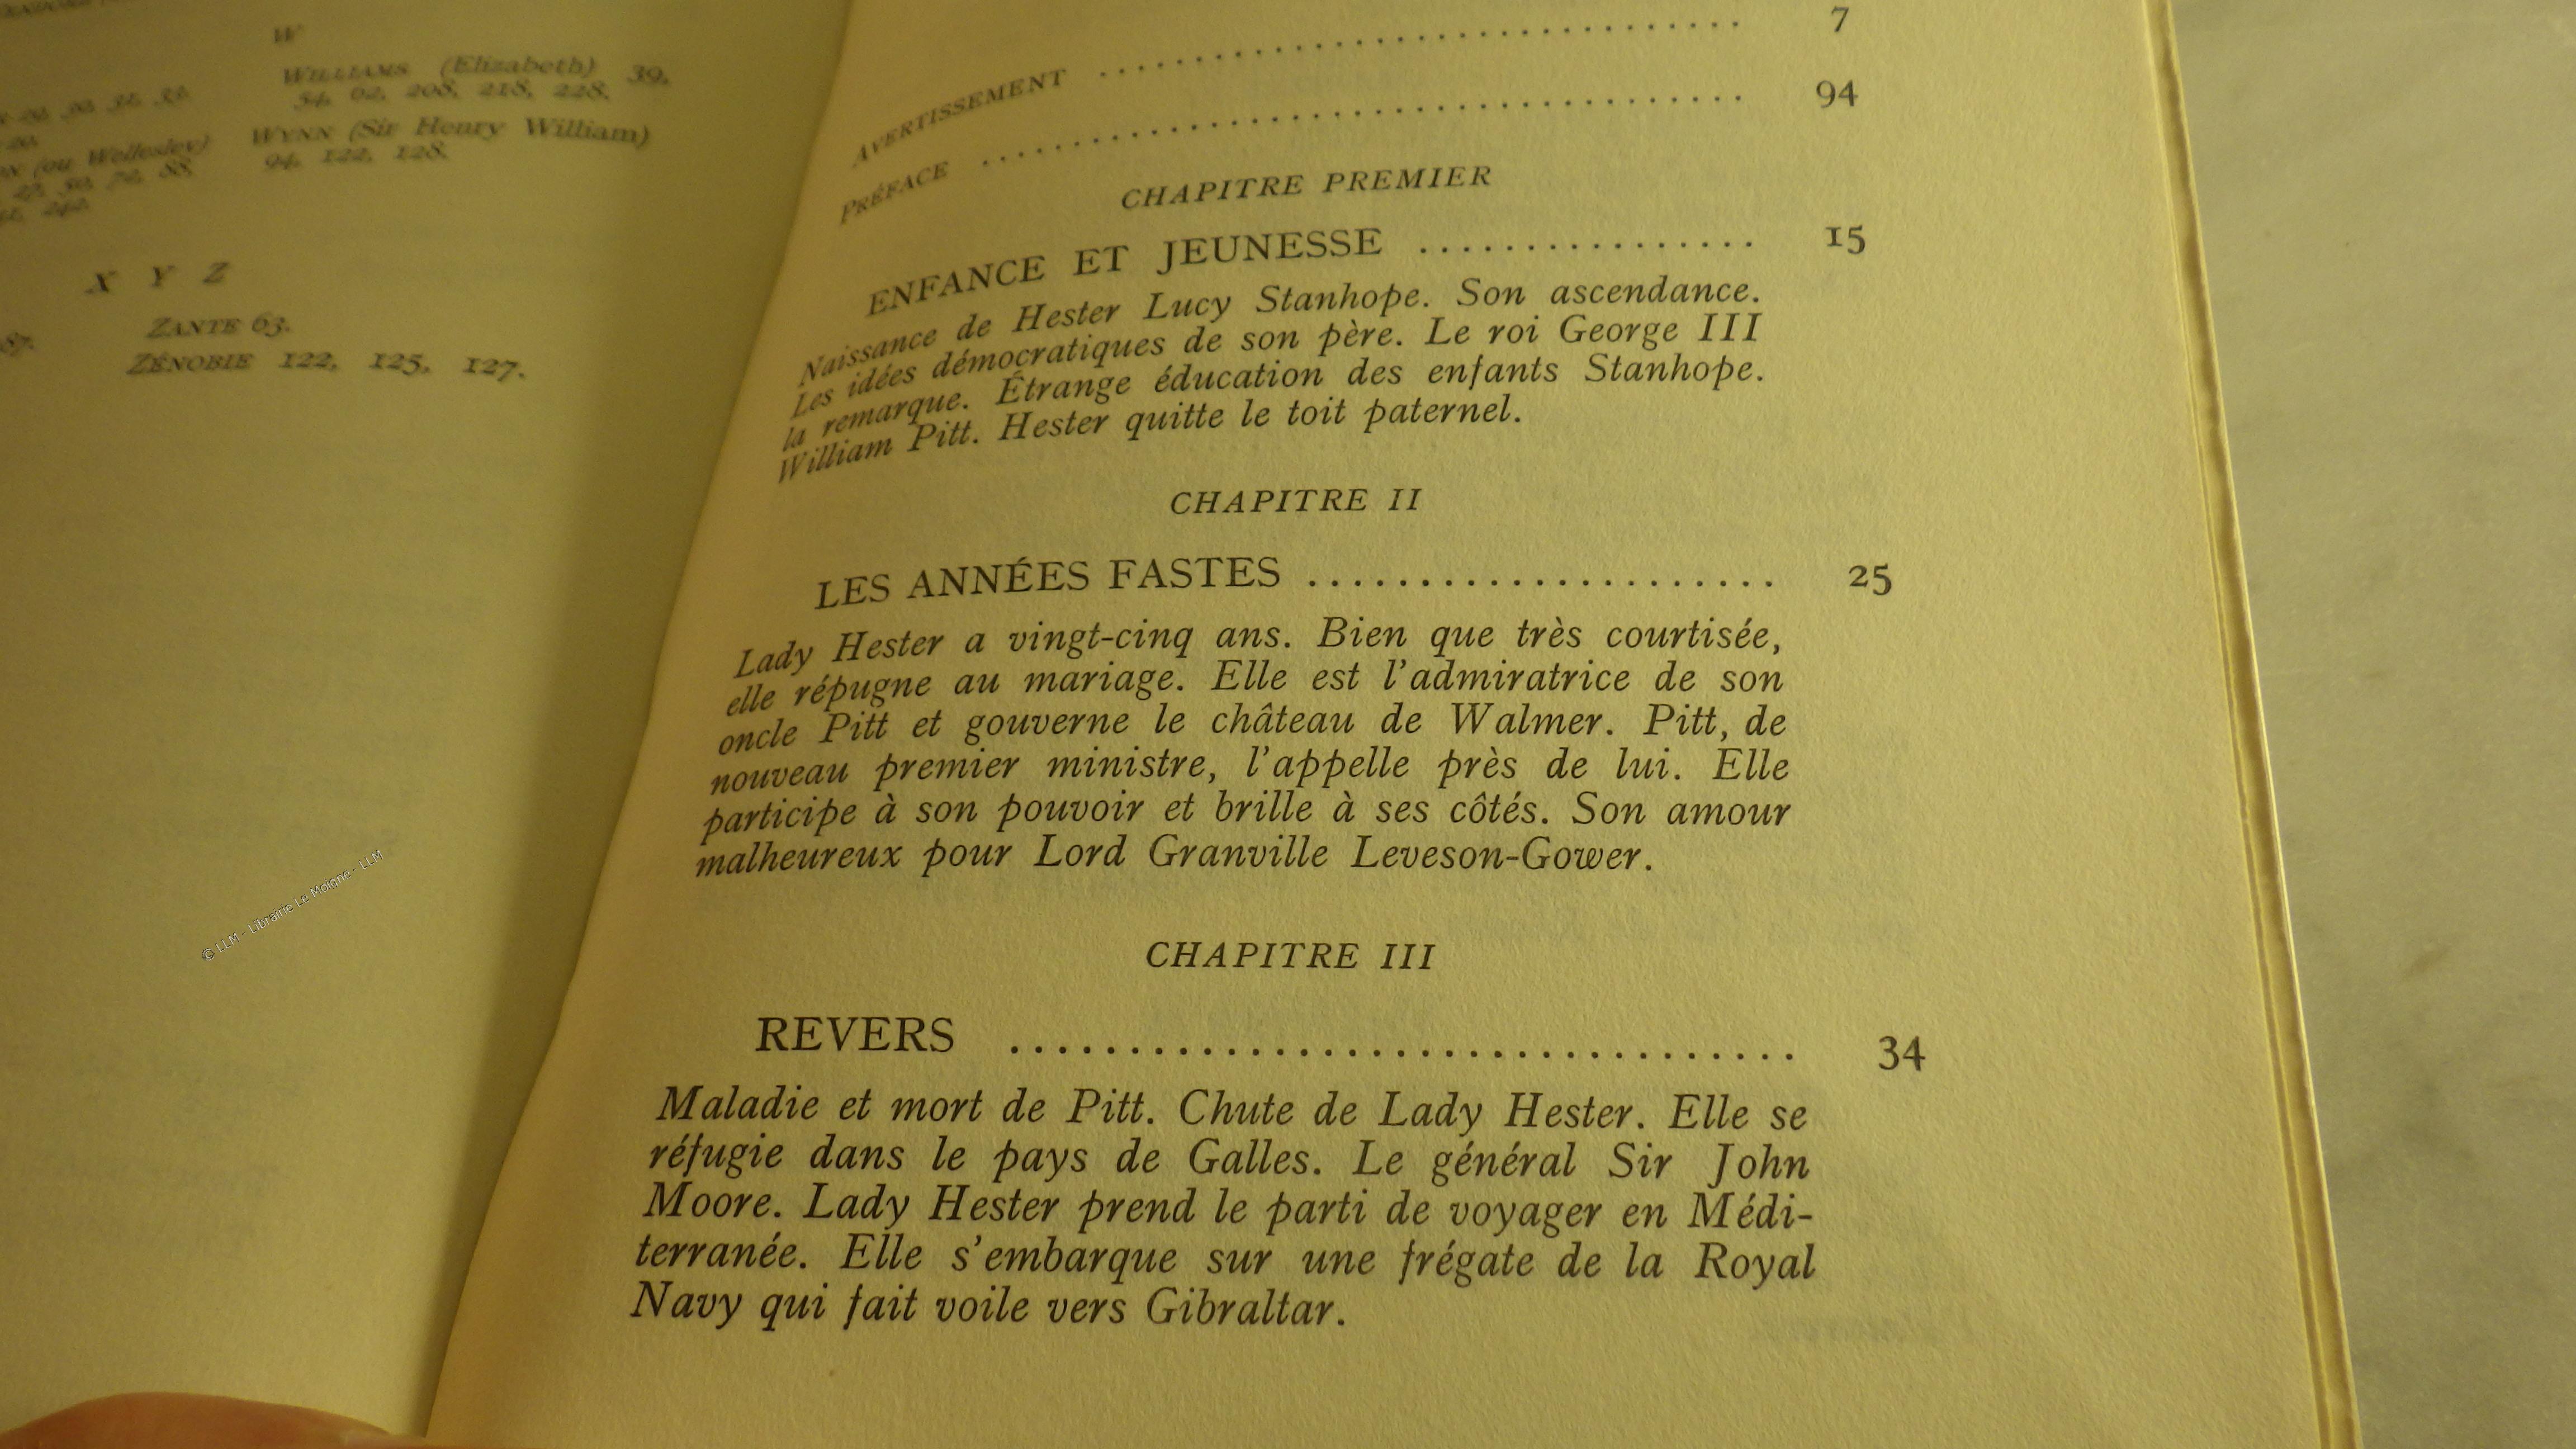 W
WILLIAMS (Elizabeth) 39,
54, 62, 208, 218, 228.
WYNN (Sir Henry William)
94, 122, 128.
X Y Z
87.
ZANTE 63.
ZÉNOBIE 122, 125, 127.
© LLM - Librairie Le Moigne - LLM
AVERTISSEMENT .......... 7
PRÉFACE .......... 94
CHAPITRE PREMIER
ENFANCE ET JEUNESSE .......... 15
Naissance de Hester Lucy Stanhope. Son ascendance.
Les idées démocratiques de son père. Le roi George III
la remarque. Étrange éducation des enfants Stanhope.
William Pitt. Hester quitte le toit paternel.
CHAPITRE II
LES ANNÉES FASTES .......... 25
Lady Hester a vingt-cinq ans. Bien que très courtisée,
elle répugne au mariage. Elle est l'admiratrice de son
oncle Pitt et gouverne le château de Walmer. Pitt, de
nouveau premier ministre, l'appelle près de lui. Elle
participe à son pouvoir et brille à ses côtés. Son amour
malheureux pour Lord Granville Leveson-Gower.
CHAPITRE III
REVERS .......... 34
Maladie et mort de Pitt. Chute de Lady Hester. Elle se
réfugie dans le pays de Galles. Le général Sir John
Moore. Lady Hester prend le parti de voyager en Médi-
terranée. Elle s'embarque sur une frégate de la Royal
Navy qui fait voile vers Gibraltar.